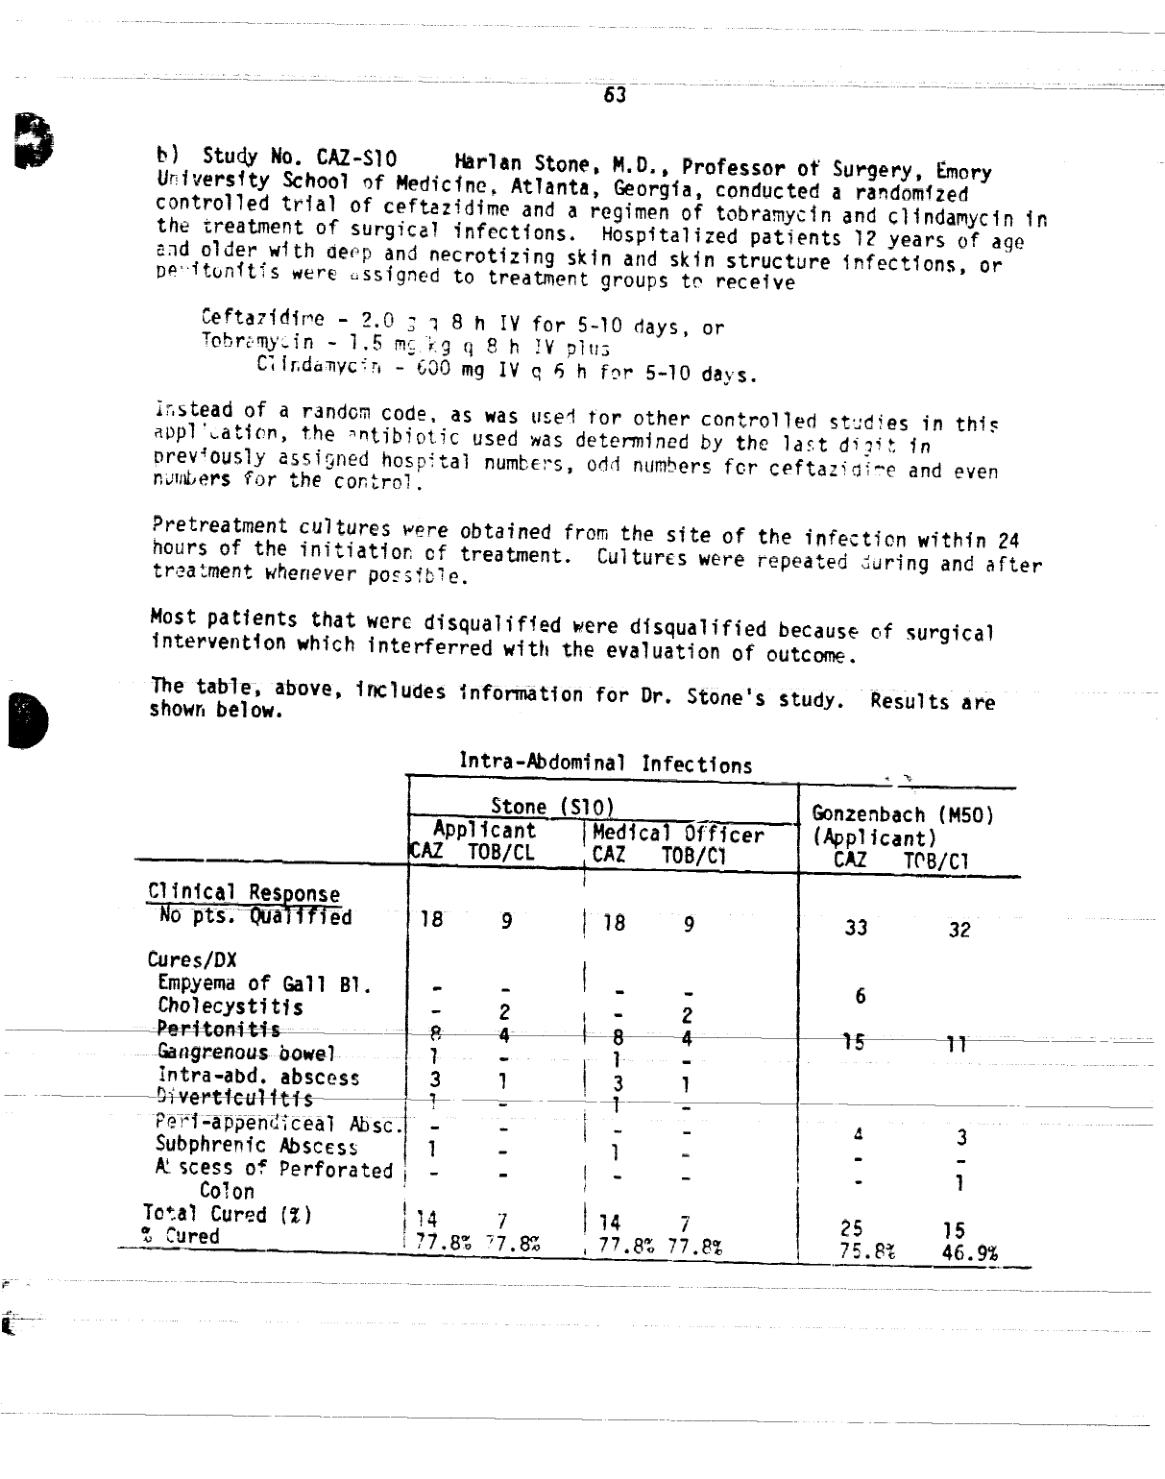 63
b) Study No. CAZ-S10 Harlan Stone, M.D., Professor of Surgery, Emory
University School of Medicine, Atlanta, Georgia, conducted a randomized
controlled trial of ceftazidime and a regimen of tobramycin and clindamycin in
the treatment of surgical infections. Hospitalized patients 12 years of age
and older with deep and necrotizing skin and skin structure infections, or
peritonitis were assigned to treatment groups to receive
Ceftazidime - 2.0 g q 8 h IV for 5-10 days, or
Tobramycin - 1.5 mg/kg q 8 h IV plus
Clindamycin - 600 mg IV q 6 h for 5-10 days.
Instead of a random code, as was used for other controlled studies in this
application, the antibiotic used was determined by the last digit in
previously assigned hospital numbers, odd numbers for ceftazidime and even
numbers for the control.
Pretreatment cultures were obtained from the site of the infection within 24
hours of the initiation of treatment. Cultures were repeated during and after
treatment whenever possible.
Most patients that were disqualified were disqualified because of surgical
intervention which interferred with the evaluation of outcome.
The table, above, includes information for Dr. Stone's study. Results are
shown below.
Intra-Abdominal Infections
Stone (S10) Gonzenbach (M50)
Applicant Medical Officer (Applicant)
CAZ TOB/CL CAZ TOB/Cl CAZ TOB/Cl
Clinical Response
No pts. Qualified 18 9 18 9 33 32
Cures/DX
Empyema of Gall Bl. - - - - 6
Cholecystitis - 2 - 2
Peritonitis 8 4 8 4 15 11
Gangrenous bowel 1 - 1 -
Intra-abd. abscess 3 1 3 1
Diverticulitis 1 - 1 -
Peri-appendiceal Absc. - - - - 4 3
Subphrenic Abscess 1 - 1 - - -
Abscess of Perforated - - - - - 1
Colon
Total Cured (%) 14 7 14 7 25 15
% Cured 77.8% 77.8% 77.8% 77.8% 75.8% 46.9%